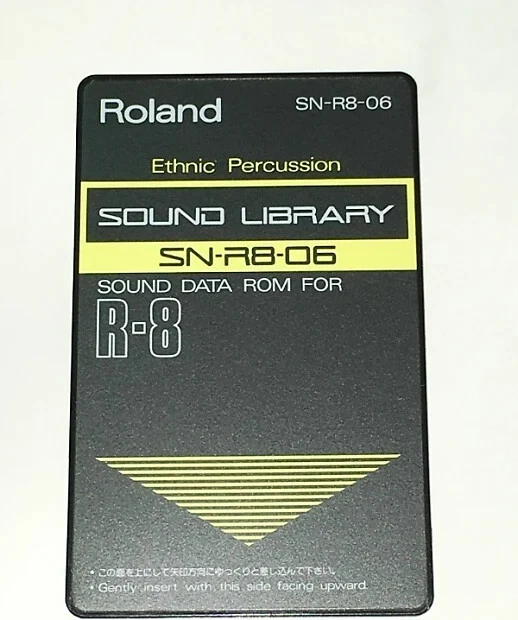 Roland SN-R8-06
Ethnic Percussion
SOUND LIBRARY
SN-R8-06
SOUND DATA ROM FOR
R-8
• この面を上にして矢印方向にゆっくりと差し込んで下さい。
• Gently insert with this side facing upward.